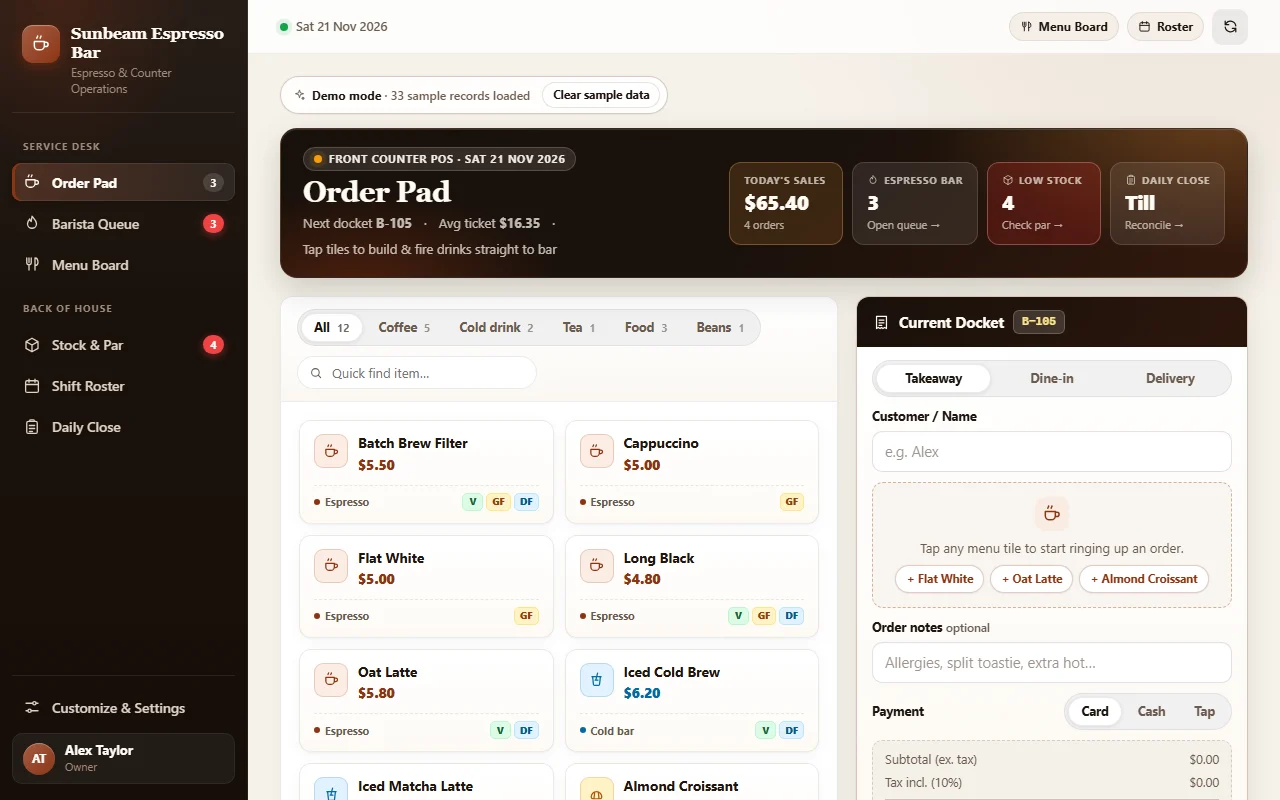 Sunbeam Espresso Bar
Espresso & Counter Operations
SERVICE DESK
Order Pad 3
Barista Queue 3
Menu Board
BACK OF HOUSE
Stock & Par 4
Shift Roster
Daily Close
Customize & Settings
AT
Alex Taylor
Owner
Sat 21 Nov 2026
Menu Board
Roster
Demo mode · 33 sample records loaded
Clear sample data
FRONT COUNTER POS · SAT 21 NOV 2026
Order Pad
Next docket B-105 · Avg ticket $16.35 ·
Tap tiles to build & fire drinks straight to bar
TODAY'S SALES
$65.40
4 orders
ESPRESSO BAR
3
Open queue →
LOW STOCK
4
Check par →
DAILY CLOSE
Till
Reconcile →
All 12 Coffee 5 Cold drink 2 Tea 1 Food 3 Beans 1
Quick find item...
Batch Brew Filter
$5.50
Espresso V GF DF
Cappuccino
$5.00
Espresso GF
Flat White
$5.00
Espresso GF
Long Black
$4.80
Espresso V GF DF
Oat Latte
$5.80
Espresso V DF
Iced Cold Brew
$6.20
Cold bar V DF
Iced Matcha Latte
Almond Croissant
Current Docket B-105
Takeaway Dine-in Delivery
Customer / Name
e.g. Alex
Tap any menu tile to start ringing up an order.
+ Flat White + Oat Latte + Almond Croissant
Order notes optional
Allergies, split toastie, extra hot...
Payment Card Cash Tap
Subtotal (ex. tax) $0.00
Tax incl. (10%) $0.00